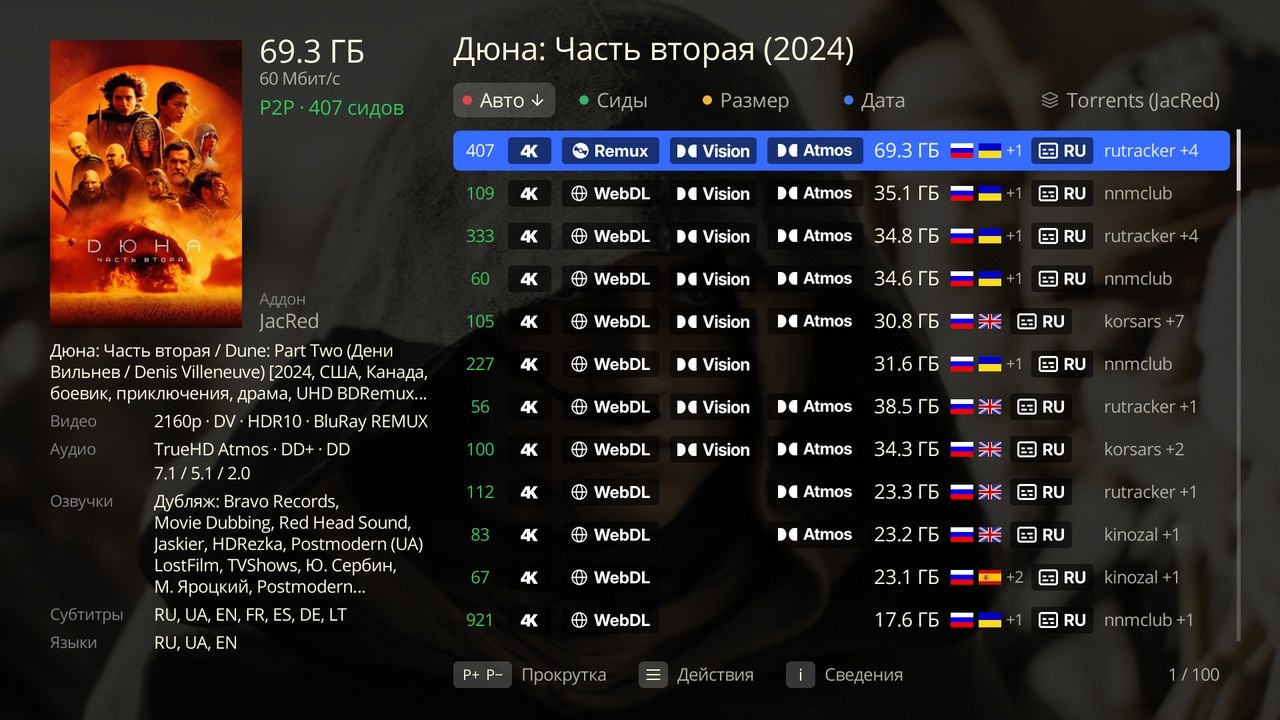 69.3 ГБ
60 Мбит/с
P2P · 407 сидов
ДЮНА
ЧАСТЬ ВТОРАЯ
Аддон
JacRed
Дюна: Часть вторая / Dune: Part Two (Дени
Вильнев / Denis Villeneuve) [2024, США, Канада,
боевик, приключения, драма, UHD BDRemux...
Видео 2160p · DV · HDR10 · BluRay REMUX
Аудио TrueHD Atmos · DD+ · DD
7.1 / 5.1 / 2.0
Озвучки Дубляж: Bravo Records,
Movie Dubbing, Red Head Sound,
Jaskier, HDRezka, Postmodern (UA)
LostFilm, TVShows, Ю. Сербин,
М. Яроцкий, Postmodern...
Субтитры RU, UA, EN, FR, ES, DE, LT
Языки RU, UA, EN
Дюна: Часть вторая (2024)
Авто ↓ Сиды Размер Дата Torrents (JacRed)
407 4K Remux Vision Atmos 69.3 ГБ +1 RU rutracker +4
109 4K WebDL Vision Atmos 35.1 ГБ +1 RU nnmclub
333 4K WebDL Vision Atmos 34.8 ГБ +1 RU rutracker +4
60 4K WebDL Vision Atmos 34.6 ГБ +1 RU nnmclub
105 4K WebDL Vision Atmos 30.8 ГБ RU korsars +7
227 4K WebDL Vision 31.6 ГБ +1 RU nnmclub
56 4K WebDL Vision Atmos 38.5 ГБ RU rutracker +1
100 4K WebDL Vision Atmos 34.3 ГБ RU korsars +2
112 4K WebDL Atmos 23.3 ГБ RU rutracker +1
83 4K WebDL Atmos 23.2 ГБ RU kinozal +1
67 4K WebDL 23.1 ГБ +2 RU kinozal +1
921 4K WebDL 17.6 ГБ +1 RU nnmclub +1
P+ P− Прокрутка Действия i Сведения 1 / 100